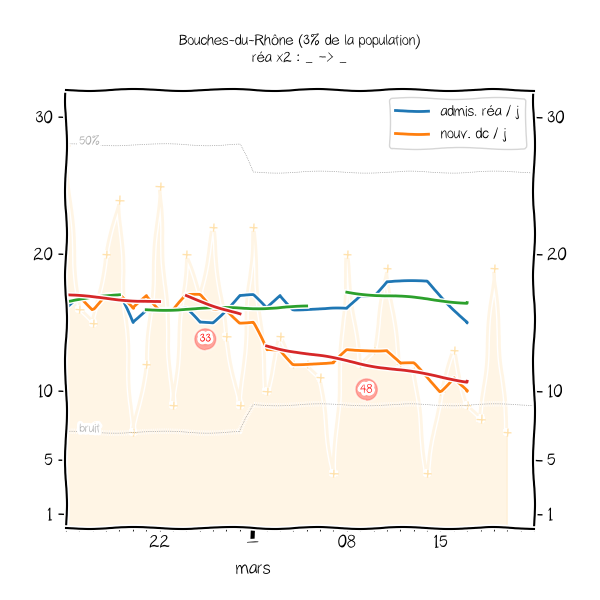 Bouches-du-Rhône (3% de la population)
réa x2 : _ -> _
admis. réa / j
nouv. dc / j
30
30
50%
20
20
33
48
10
10
bruit
5
5
1
1
22
08
15
mars